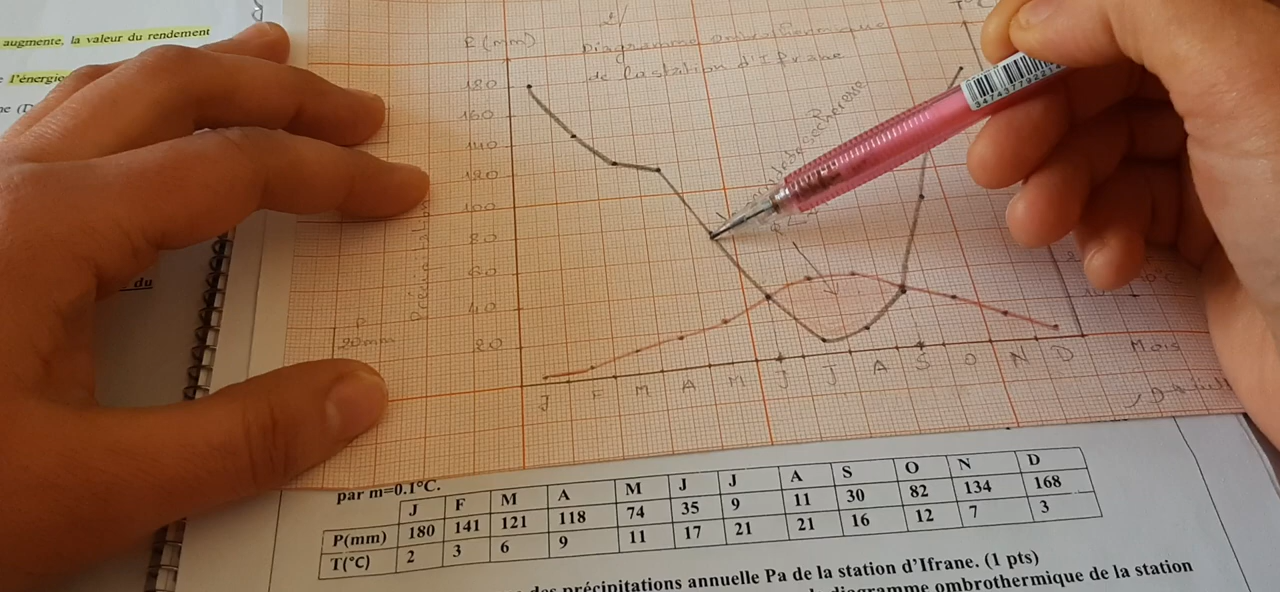 augmente, la valeur du rendement
l'énergie
du
P(mm)
T°C
Diagramme Ombrothermique
de la station d'Ifrane
180
160
140
120
100
80
60
40
20
20mm
J F M A M J J A S O N D Mois
3474377922
par m=0.1°C.
J F M A M J J A S O N D
P(mm) 180 141 121 118 74 35 9 11 30 82 134 168
T(°C) 2 3 6 9 11 17 21 21 16 12 7 3
des précipitations annuelle Pa de la station d'Ifrane. (1 pts)
diagramme ombrothermique de la station